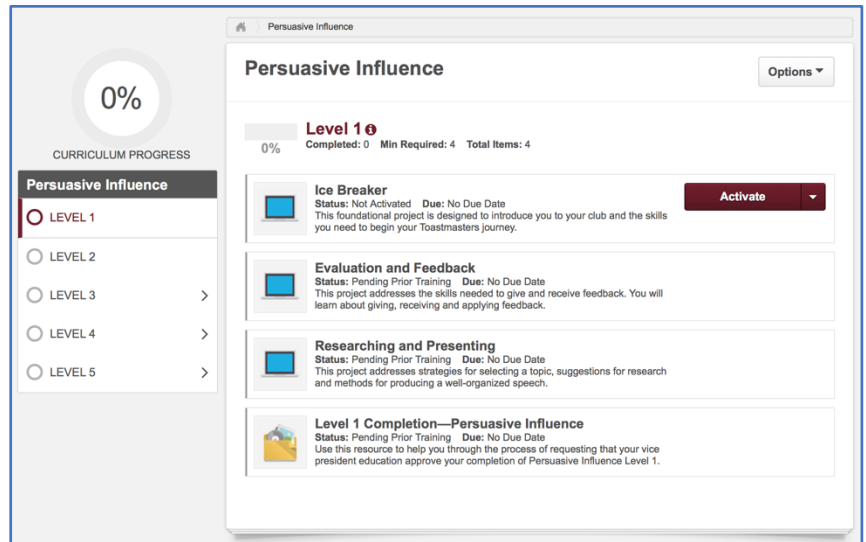 Persuasive Influence
0%
CURRICULUM PROGRESS
Persuasive Influence
LEVEL 1
LEVEL 2
LEVEL 3
LEVEL 4
LEVEL 5
Persuasive Influence
Options
0%
Level 1
Completed: 0 Min Required: 4 Total Items: 4
Ice Breaker
Status: Not Activated Due: No Due Date
This foundational project is designed to introduce you to your club and the skills
you need to begin your Toastmasters journey.
Activate
Evaluation and Feedback
Status: Pending Prior Training Due: No Due Date
This project addresses the skills needed to give and receive feedback. You will
learn about giving, receiving and applying feedback.
Researching and Presenting
Status: Pending Prior Training Due: No Due Date
This project addresses strategies for selecting a topic, suggestions for research
and methods for producing a well-organized speech.
Level 1 Completion—Persuasive Influence
Status: Pending Prior Training Due: No Due Date
Use this resource to help you through the process of requesting that your vice
president education approve your completion of Persuasive Influence Level 1.